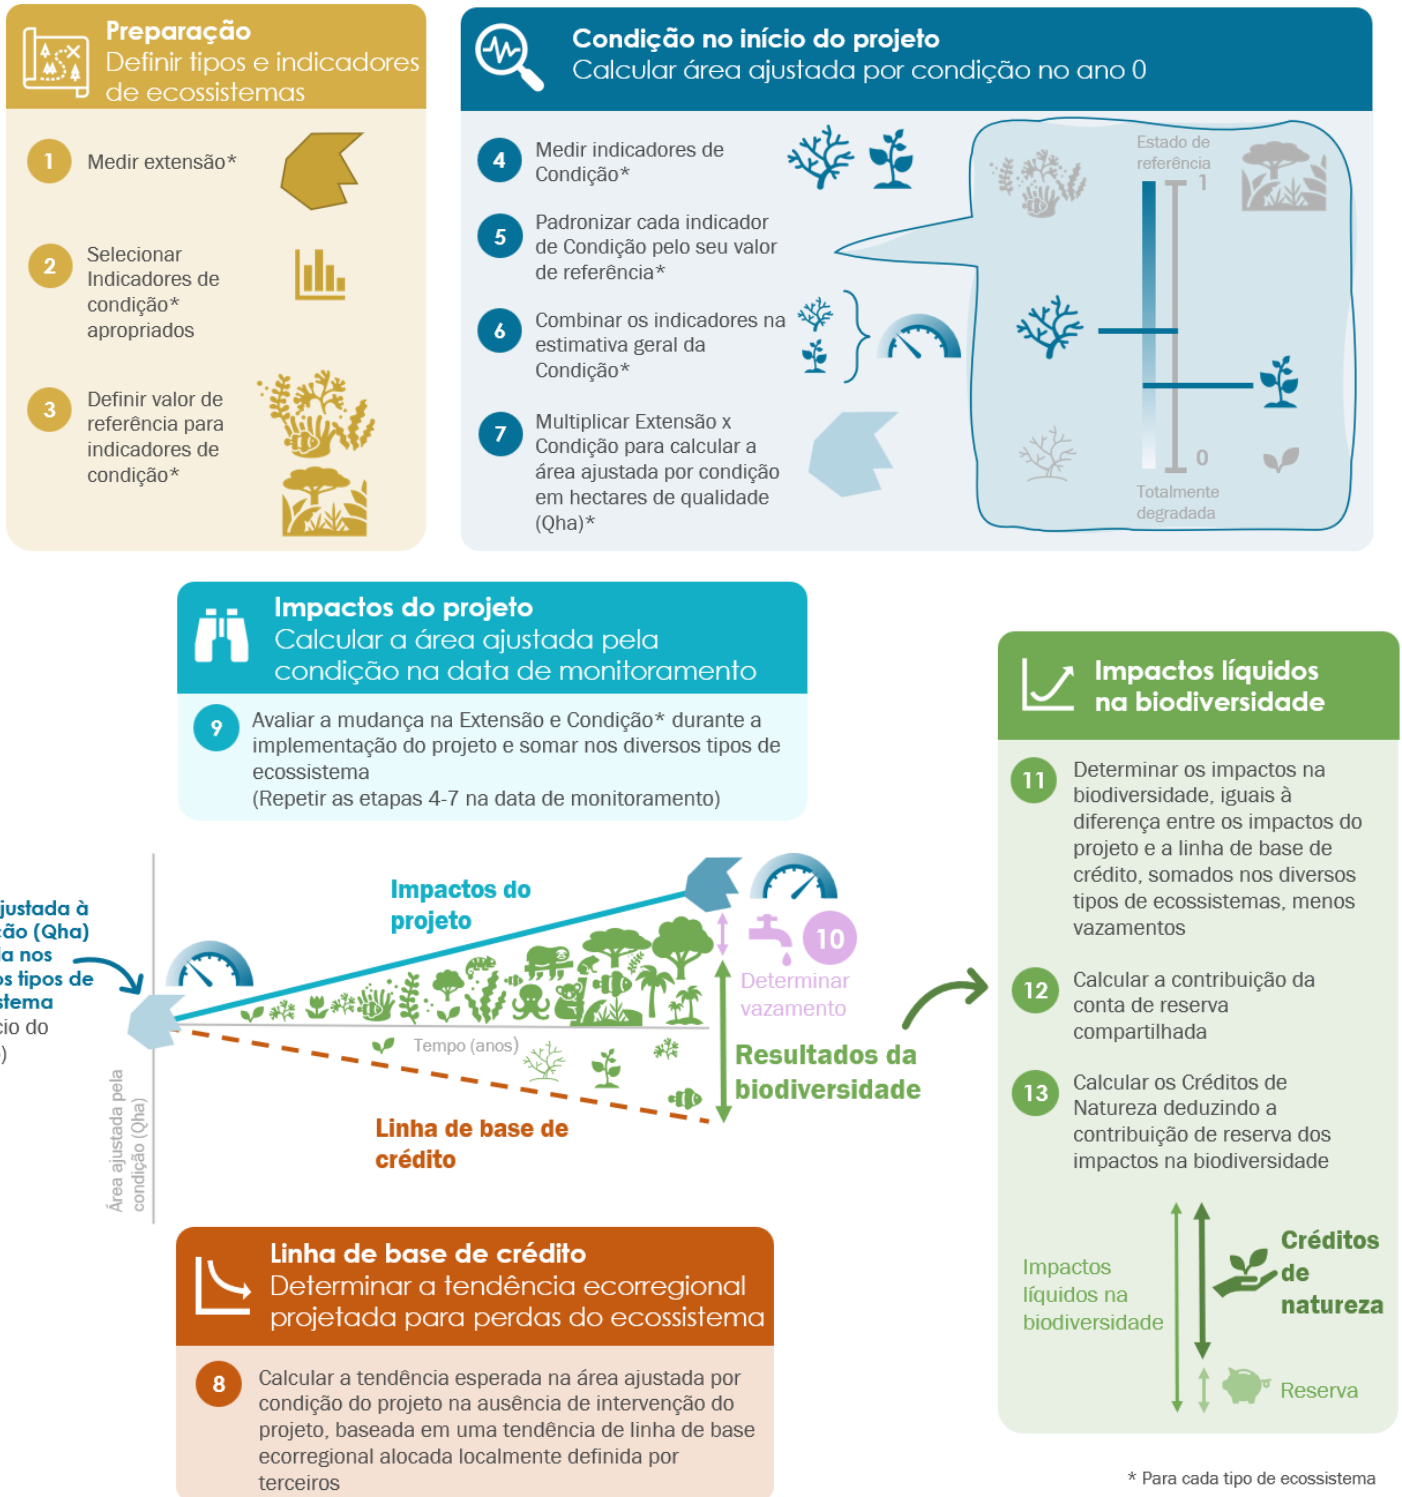 Preparação
Definir tipos e indicadores
de ecossistemas
1
Medir extensão*
2
Selecionar
Indicadores de
condição*
apropriados
3
Definir valor de
referência para
indicadores de
condição*
Condição no início do projeto
Calcular área ajustada por condição no ano 0
4
Medir indicadores de
Condição*
5
Padronizar cada indicador
de Condição pelo seu valor
de referência*
6
Combinar os indicadores na
estimativa geral da
Condição*
7
Multiplicar Extensão x
Condição para calcular a
área ajustada por condição
em hectares de qualidade
(Qha)*
Estado de
referência
1
0
Totalmente
degradada
Impactos do projeto
Calcular a área ajustada pela
condição na data de monitoramento
9
Avaliar a mudança na Extensão e Condição* durante a
implementação do projeto e somar nos diversos tipos de
ecossistema
(Repetir as etapas 4-7 na data de monitoramento)
justada à
ção (Qha)
da nos
os tipos de
stema
cio do
)
Área ajustada pela
condição (Qha)
Impactos do
projeto
Tempo (anos)
Linha de base de
crédito
10
Determinar
vazamento
Resultados da
biodiversidade
Linha de base de crédito
Determinar a tendência ecorregional
projetada para perdas do ecossistema
8
Calcular a tendência esperada na área ajustada por
condição do projeto na ausência de intervenção do
projeto, baseada em uma tendência de linha de base
ecorregional alocada localmente definida por
terceiros
Impactos líquidos
na biodiversidade
11
Determinar os impactos na
biodiversidade, iguais à
diferença entre os impactos do
projeto e a linha de base de
crédito, somados nos diversos
tipos de ecossistemas, menos
vazamentos
12
Calcular a contribuição da
conta de reserva
compartilhada
13
Calcular os Créditos de
Natureza deduzindo a
contribuição de reserva dos
impactos na biodiversidade
Impactos
líquidos na
biodiversidade
Créditos
de
natureza
Reserva
* Para cada tipo de ecossistema